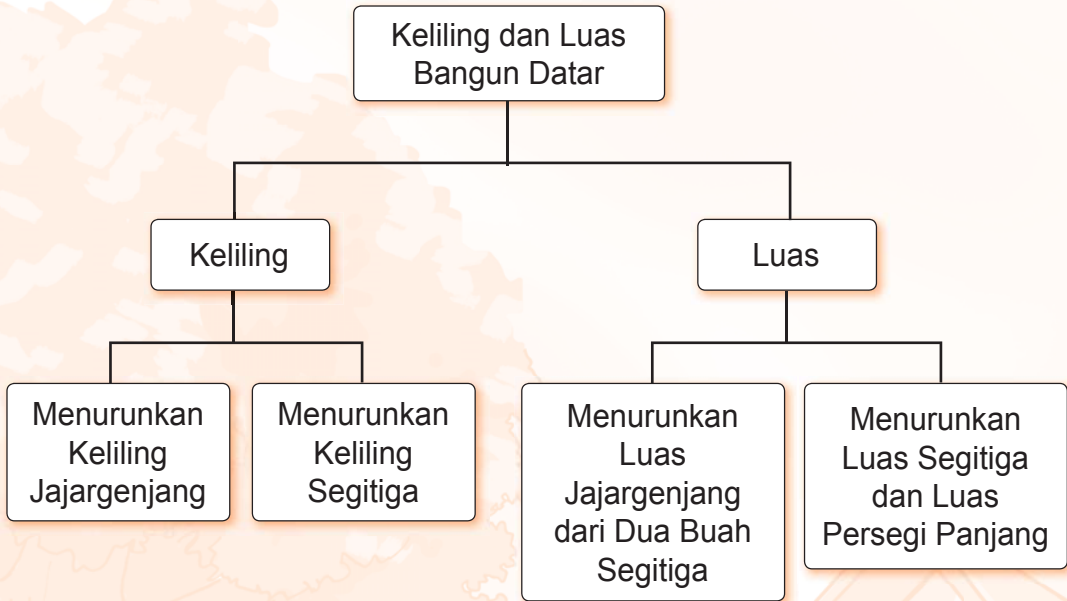 Keliling dan Luas
Bangun Datar
Keliling
Luas
Menurunkan
Keliling
Jajargenjang
Menurunkan
Keliling
Segitiga
Menurunkan
Luas
Jajargenjang
dari Dua Buah
Segitiga
Menurunkan
Luas Segitiga
dan Luas
Persegi Panjang